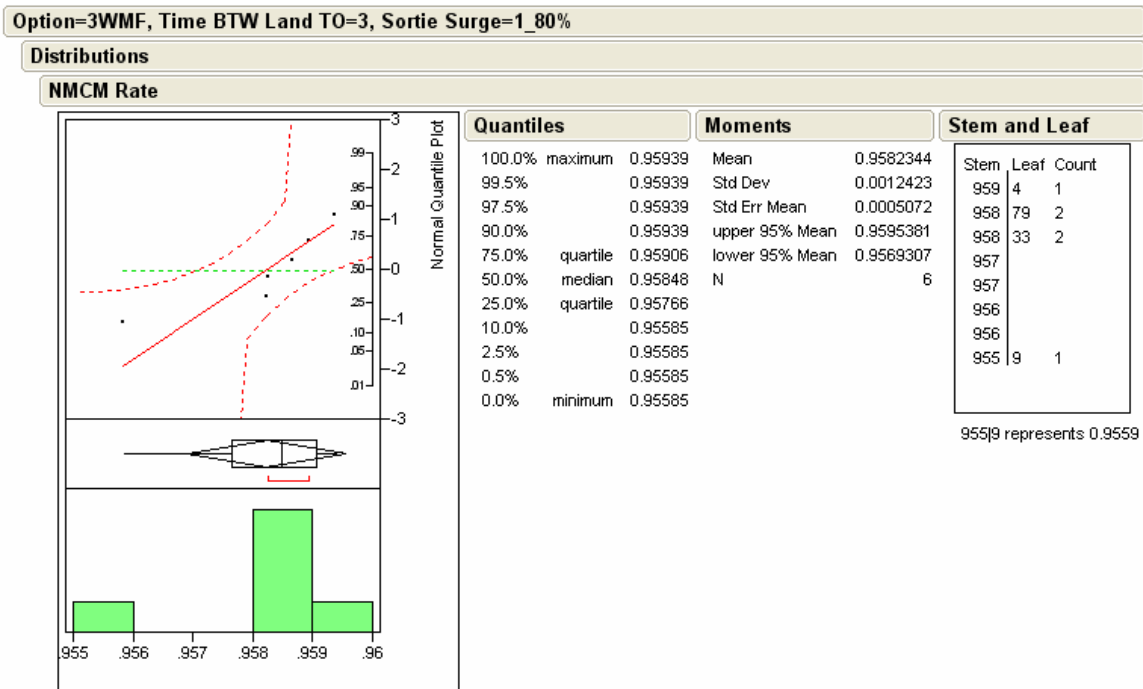 Option=3WMF, Time BTW Land TO=3, Sortie Surge=1_80%
Distributions
NMCM Rate
3
2
1
0
-1
-2
-3
.99
.95
.90
.75
.50
.25
.10
.05
.01
Normal Quantile Plot
.955 .956 .957 .958 .959 .96
Quantiles
100.0% maximum 0.95939
99.5% 0.95939
97.5% 0.95939
90.0% 0.95939
75.0% quartile 0.95906
50.0% median 0.95848
25.0% quartile 0.95766
10.0% 0.95585
2.5% 0.95585
0.5% 0.95585
0.0% minimum 0.95585
Moments
Mean 0.9582344
Std Dev 0.0012423
Std Err Mean 0.0005072
upper 95% Mean 0.9595381
lower 95% Mean 0.9569307
N 6
Stem and Leaf
Stem Leaf Count
959 4 1
958 79 2
958 33 2
957
957
956
956
955 9 1
955|9 represents 0.9559